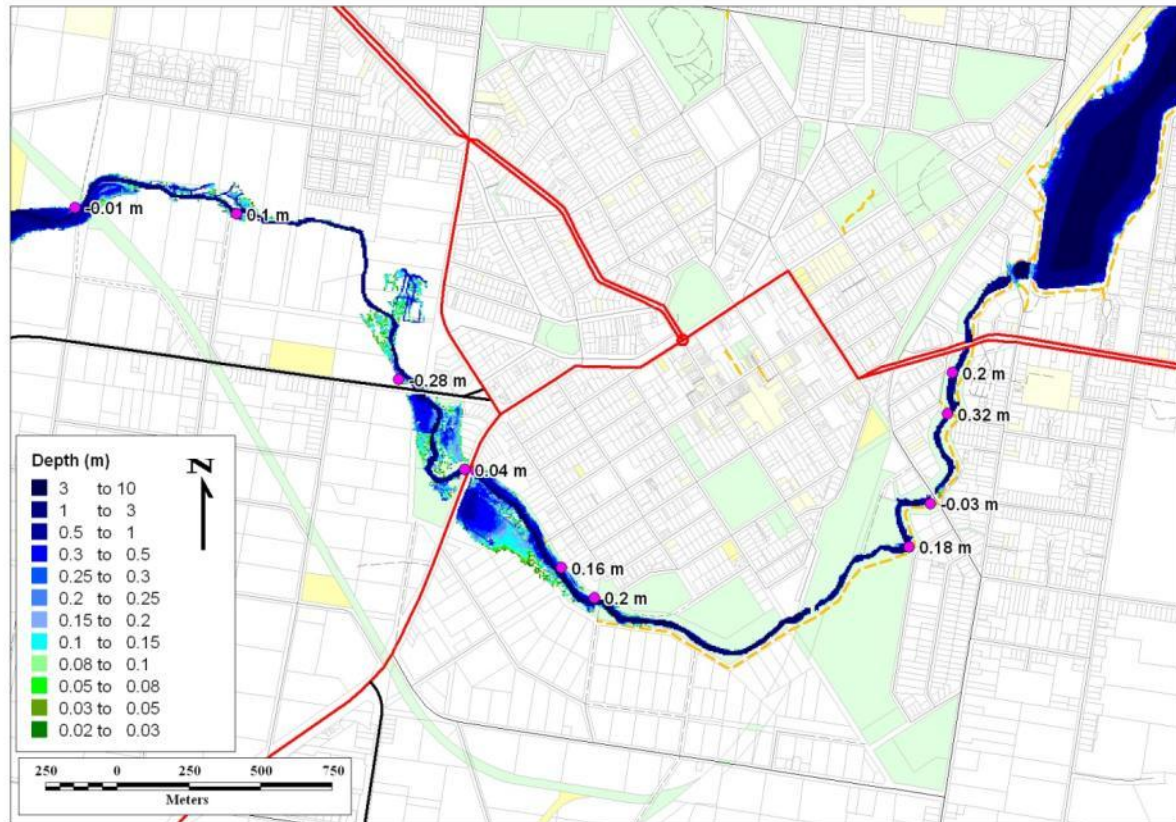 -0.01 m
0.1 m
-0.28 m
0.2 m
0.32 m
0.04 m
-0.03 m
0.18 m
0.16 m
0.2 m
Depth (m)
3 to 10
1 to 3
0.5 to 1
0.3 to 0.5
0.25 to 0.3
0.2 to 0.25
0.15 to 0.2
0.1 to 0.15
0.08 to 0.1
0.05 to 0.08
0.03 to 0.05
0.02 to 0.03
N
250 0 250 500 750
Meters